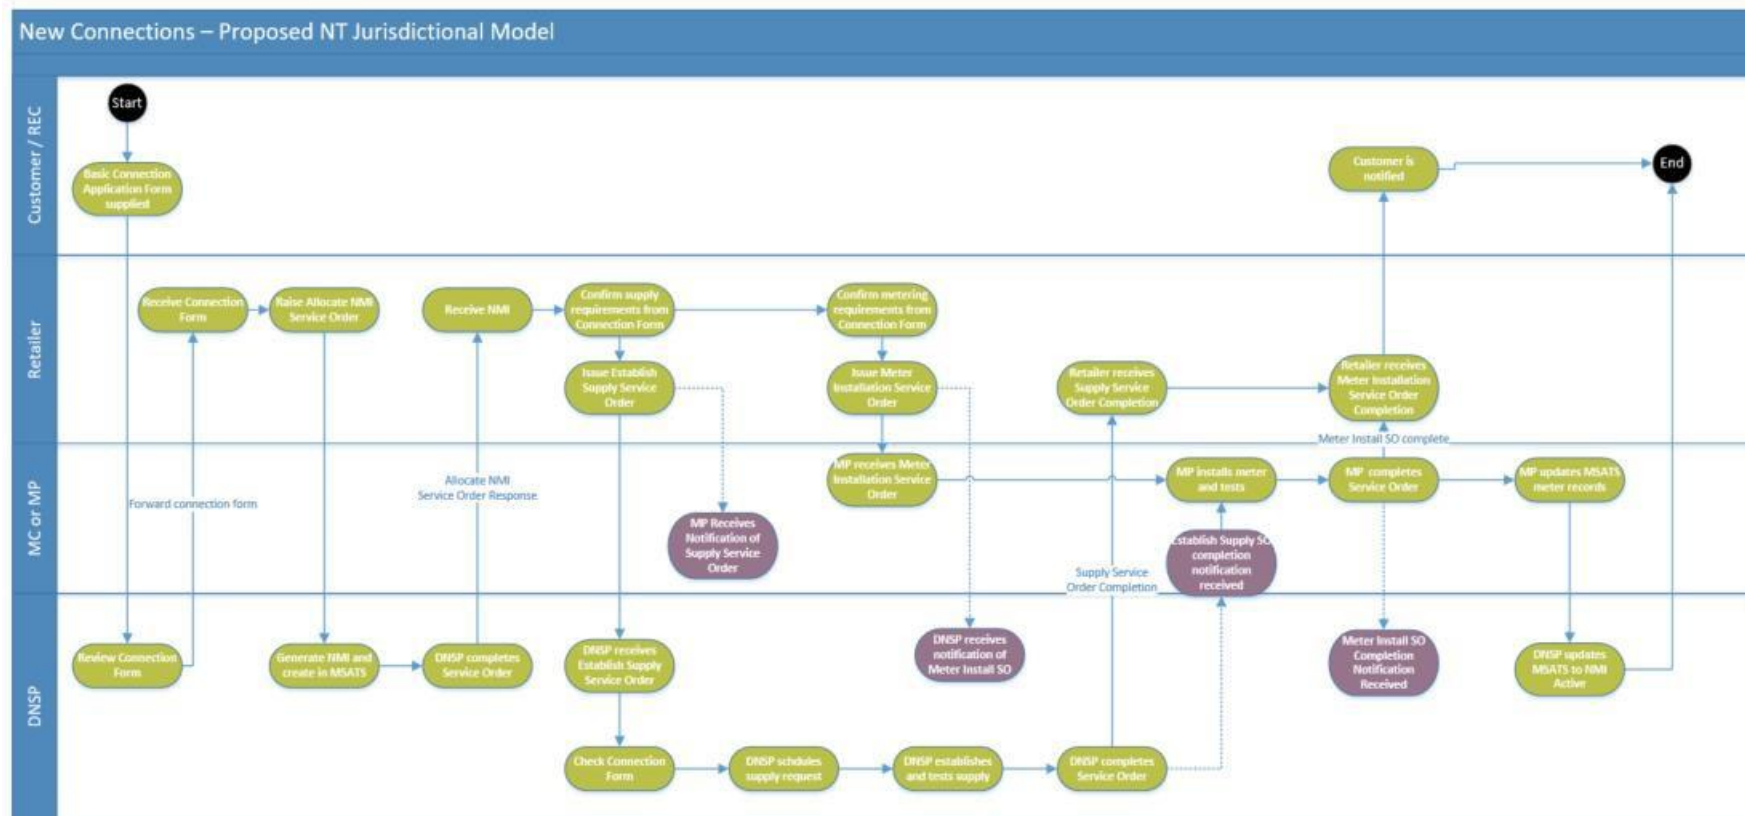 New Connections – Proposed NT Jurisdictional Model
Customer / REC
Start
Basic Connection
Application Form
supplied
Customer is
notified
End
Retailer
Receive Connection
Form
Raise Allocate NMI
Service Order
Receive NMI
Confirm supply
requirements from
Connection Form
Confirm metering
requirements from
Connection Form
Issue Establish
Supply Service
Order
Issue Meter
Installation Service
Order
Retailer receives
Supply Service
Order Completion
Retailer receives
Meter Installation
Service Order
Completion
Meter Install SO complete
MC or MP
Forward connection form
Allocate NMI
Service Order Response
MP receives Meter
Installation Service
Order
MP installs meter
and tests
MP completes
Service Order
MP updates MSATS
meter records
MP Receives
Notification of
Supply Service
Order
Establish Supply SO
completion
notification
received
Supply Service
Order Completion
DNSP
Review Connection
Form
Generate NMI and
create in MSATS
DNSP completes
Service Order
DNSP receives
Establish Supply
Service Order
DNSP receives
notification of
Meter Install SO
Meter Install SO
Completion
Notification
Received
DNSP updates
MSATS to NMI
Active
Check Connection
Form
DNSP schdules
supply request
DNSP establishes
and tests supply
DNSP completes
Service Order